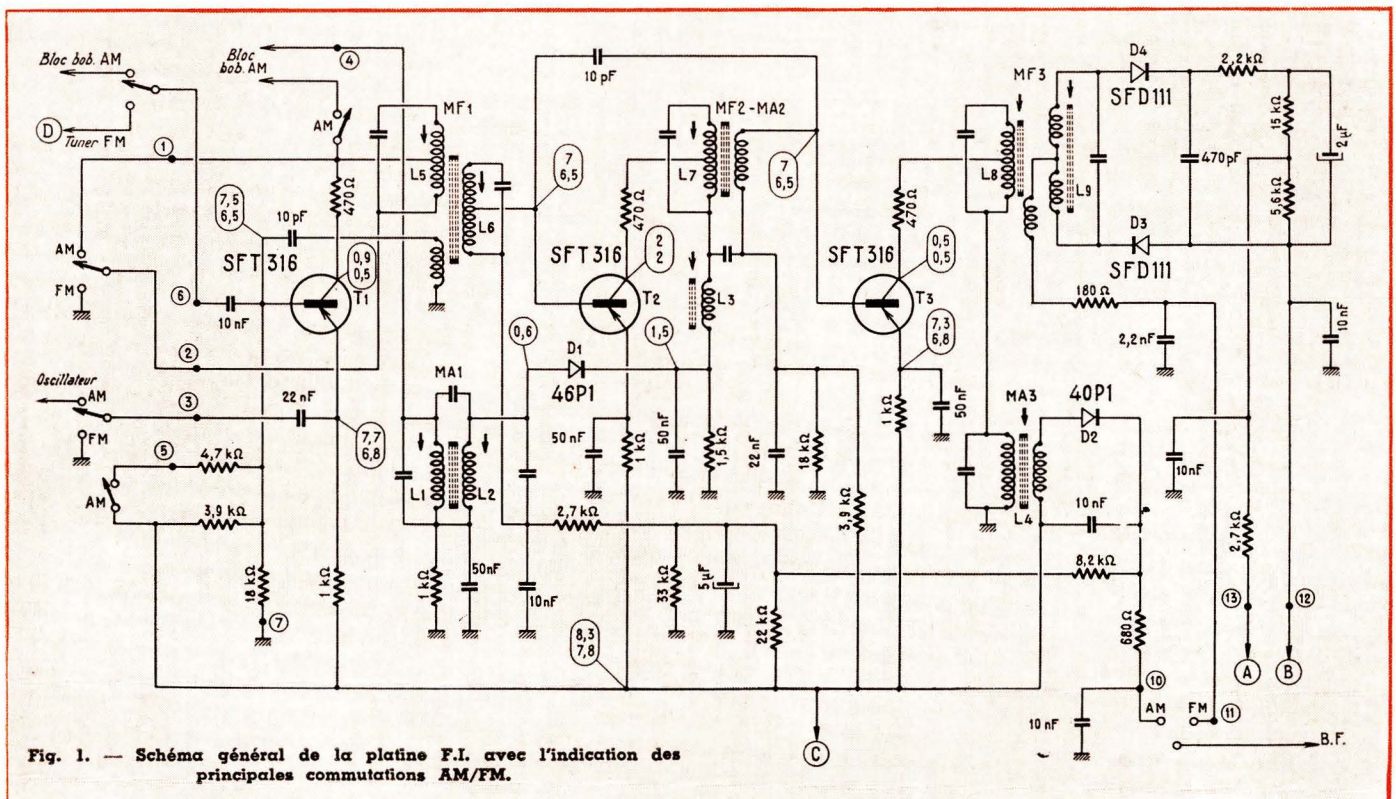 Bloc bob. AM
Bloc
bob. AM
4
D
Tuner FM
AM
1
MF1
L5
L6
470 Ω
7,5
6,5
10 pF
SFT 316
0,9
0,5
T1
AM
FM
6
10 nF
2
Oscillateur
AM
3
FM
22 nF
7,7
6,8
5
4,7 kΩ
AM
3,9 kΩ
18 kΩ
7
1 kΩ
MA1
L1
L2
1 kΩ
50nF
10nF
10 pF
MF2-MA2
L7
7
6,5
7
6,5
470 Ω
SFT 316
2
2
T2
L3
0,6
D1
46P1
1,5
50nF
1 kΩ
50nF
1,5 kΩ
22 nF
18 kΩ
3,9 kΩ
2,7 kΩ
33 kΩ
5 µF
22 kΩ
8,3
7,8
C
SFT 316
470 Ω
0,5
0,5
T3
7,3
6,8
1 kΩ
50 nF
MF3
L8
L9
D4
SFD111
2,2 kΩ
470 pF
15 kΩ
5,6 kΩ
2 µF
D3
SFD111
180 Ω
2,2 nF
10 nF
MA3
L4
40P1
D2
10 nF
10nF
8,2 kΩ
680 Ω
2,7 kΩ
13
12
A
B
10
AM
FM
11
10 nF
B.F.
Fig. 1. — Schéma général de la platine F.I. avec l'indication des
principales commutations AM/FM.